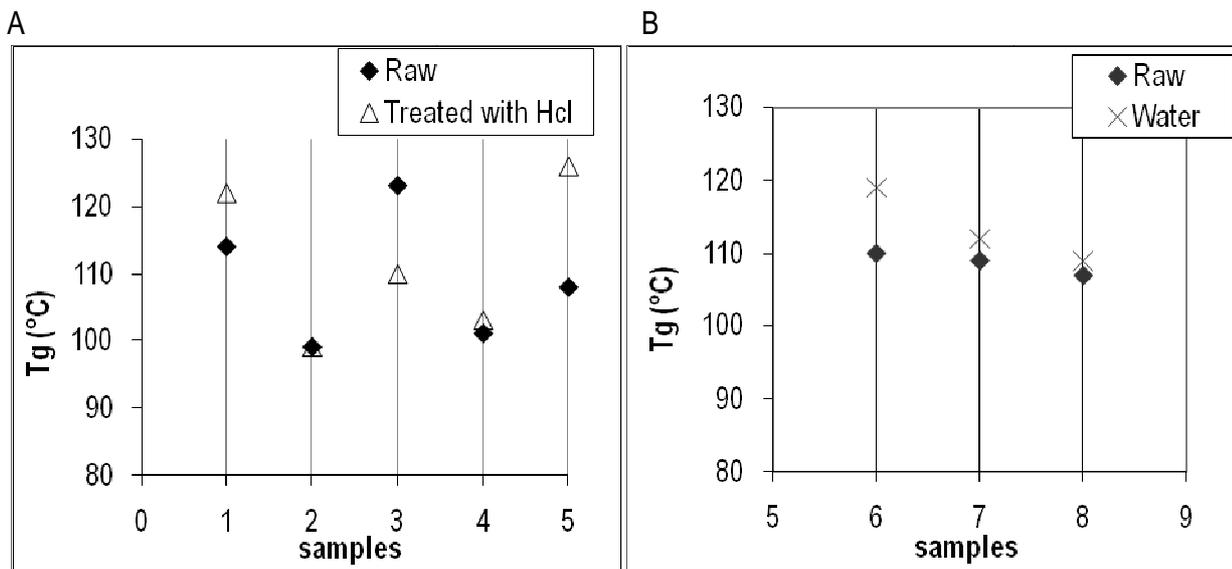 A
Raw
Treated with Hcl
130
120
110
100
90
80
Tg (°C)
0 1 2 3 4 5
samples
B
Raw
Water
130
120
110
100
90
80
Tg (°C)
5 6 7 8 9
samples